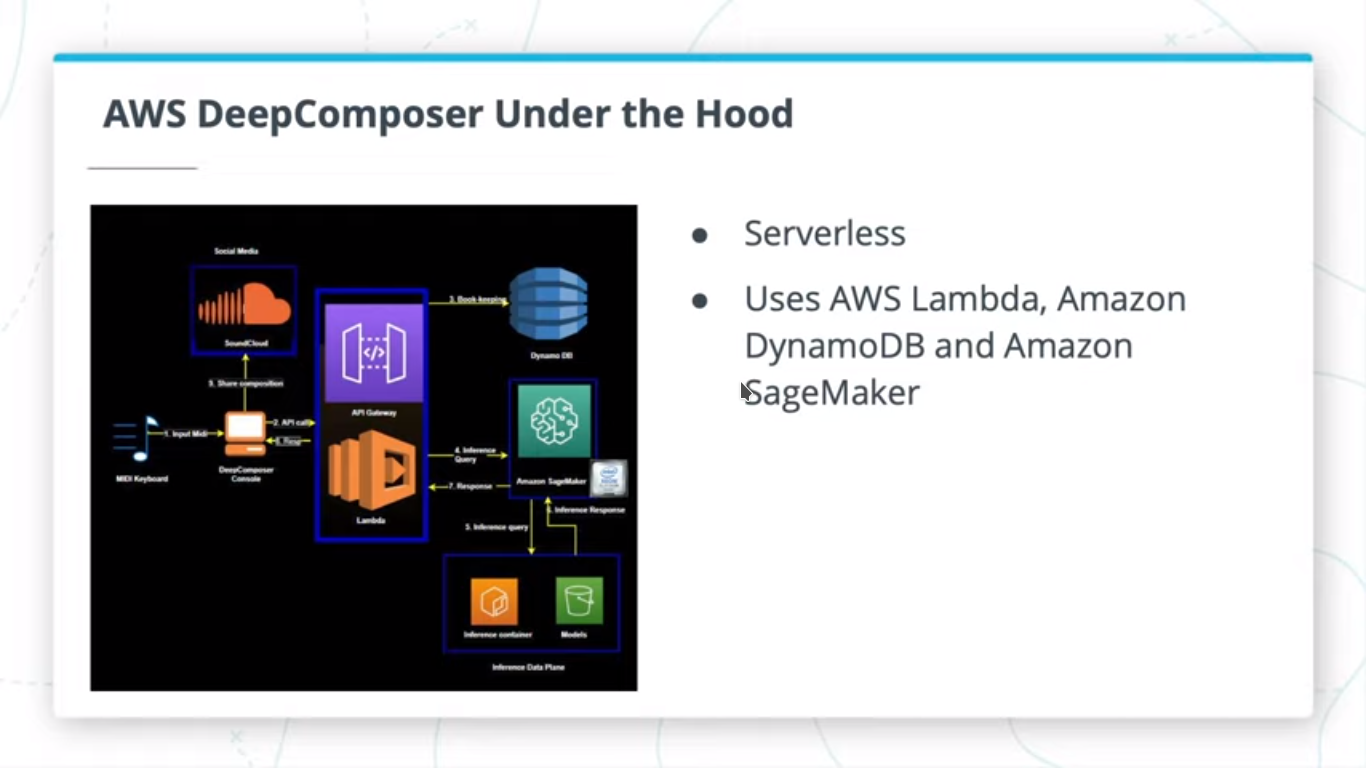 AWS DeepComposer Under the Hood
Social Media
SoundCloud
9. Share composition
1. Input Midi
MIDI Keyboard
DeepComposer
Console
2. API call
8. Resp
API Gateway
Lambda
3. Book-keeping
Dynamo DB
4. Inference
Query
7. Response
Amazon SageMaker
intel
XEON
5. Inference query
6. Inference Response
Inference container
Models
Inference Data Plane
● Serverless
● Uses AWS Lambda, Amazon
DynamoDB and Amazon
SageMaker